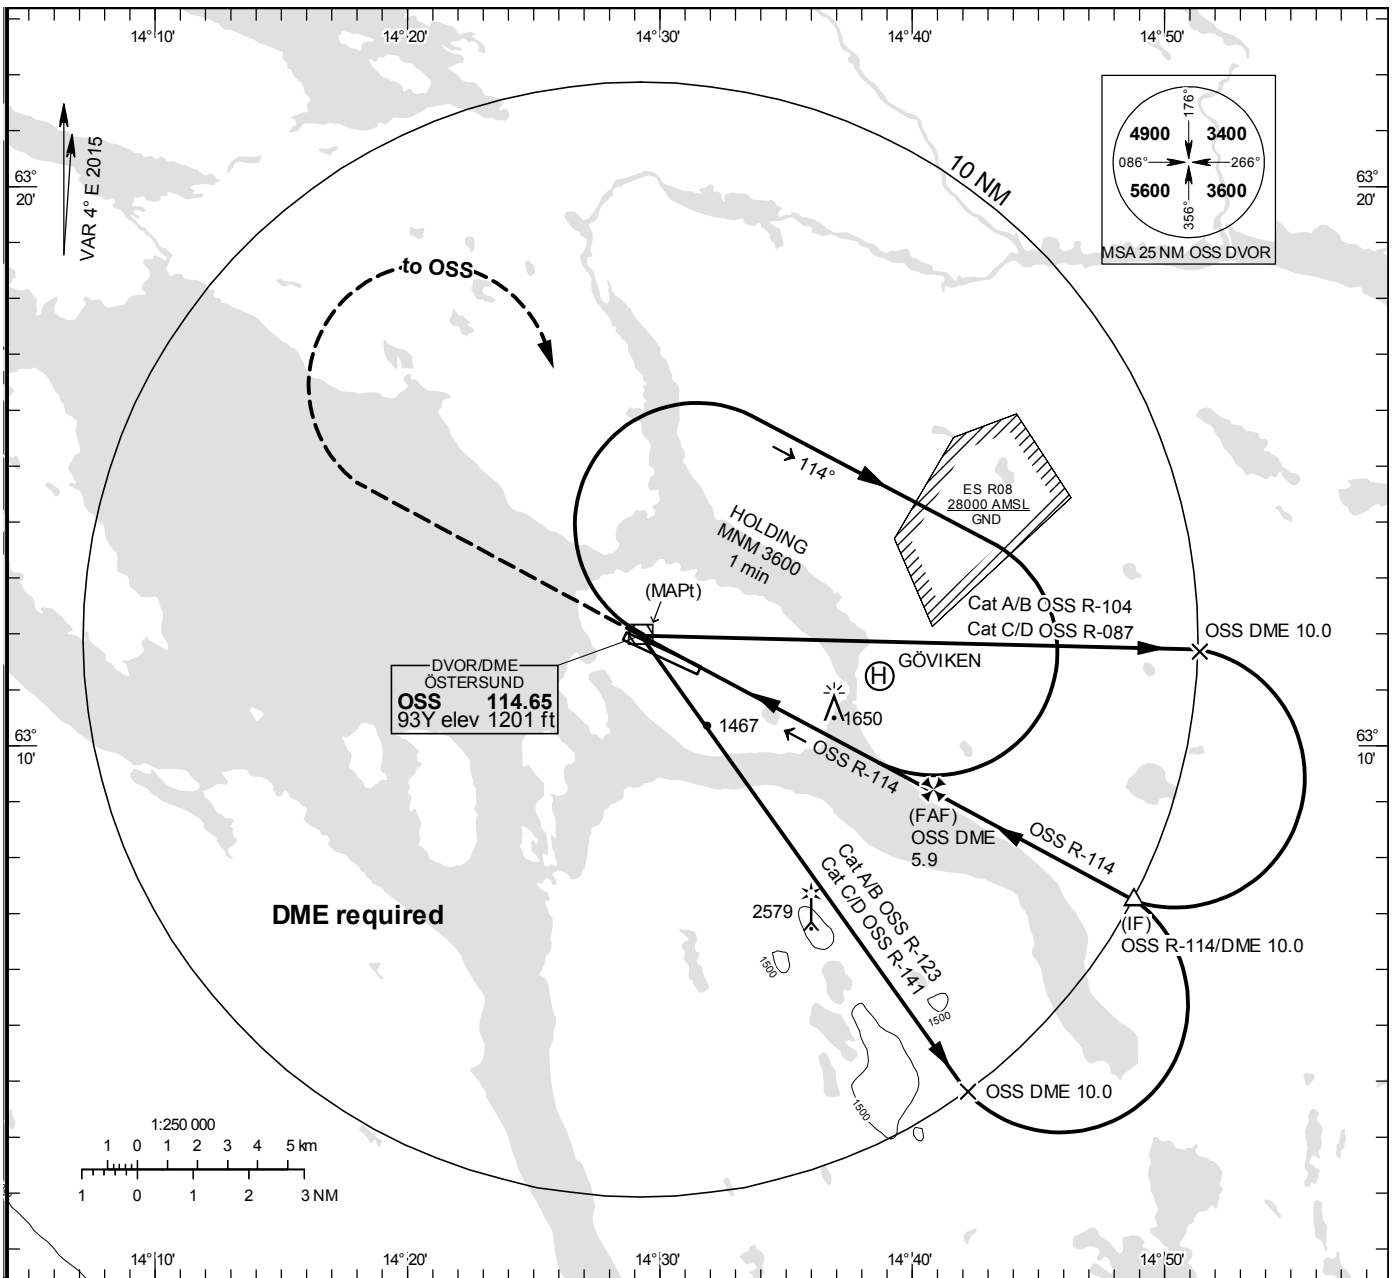 14°10'
14°20'
14°30'
14°40'
14°50'
VAR 4° E 2015
63°
20'
10 NM
176°
4900
3400
086°
266°
5600
3600
356°
MSA 25 NM OSS DVOR
63°
20'
to OSS
114°
ES R08
28000 AMSL
GND
HOLDING
MNM 3600
1 min
(MAPt)
Cat A/B OSS R-104
Cat C/D OSS R-087
OSS DME 10.0
GÖVIKEN
H
DVOR/DME
ÖSTERSUND
OSS 114.65
93Y elev 1201 ft
1650
1467
OSS R-114
63°
10'
63°
10'
(FAF)
OSS DME
5.9
OSS R-114
Cat A/B OSS R-123
Cat C/D OSS R-141
DME required
2579
1500
(IF)
OSS R-114/DME 10.0
1500
1500
OSS DME 10.0
1:250 000
1 0 1 2 3 4 5 km
1 0 1 2 3 NM
14°10'
14°20'
14°30'
14°40'
14°50'